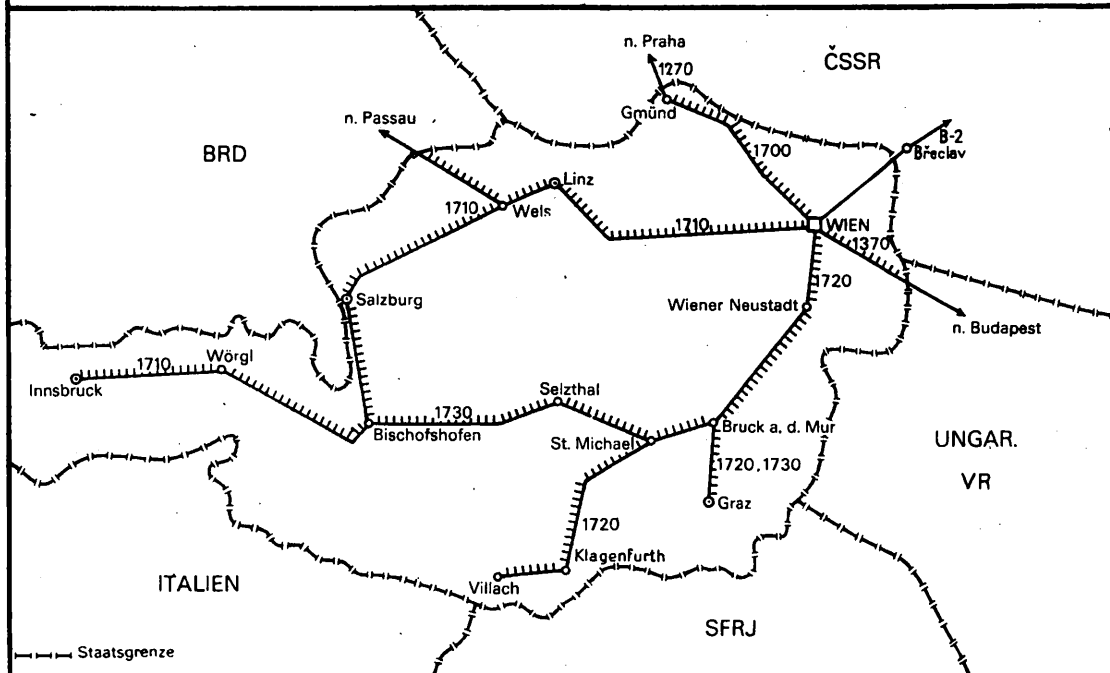 n. Praha
1270
ČSSR
Gmünd
n. Passau
B-2
Břeclav
BRD
1700
Linz
1710
Wels
1710
WIEN
1370
1720
Salzburg
Wiener Neustadt
n. Budapest
Wörgl
1710
Innsbruck
Selzthal
1730
Bischofshofen
Bruck a. d. Mur
St. Michael
UNGAR.
VR
1720,1730
Graz
1720
Klagenfurth
Villach
ITALIEN
SFRJ
Staatsgrenze